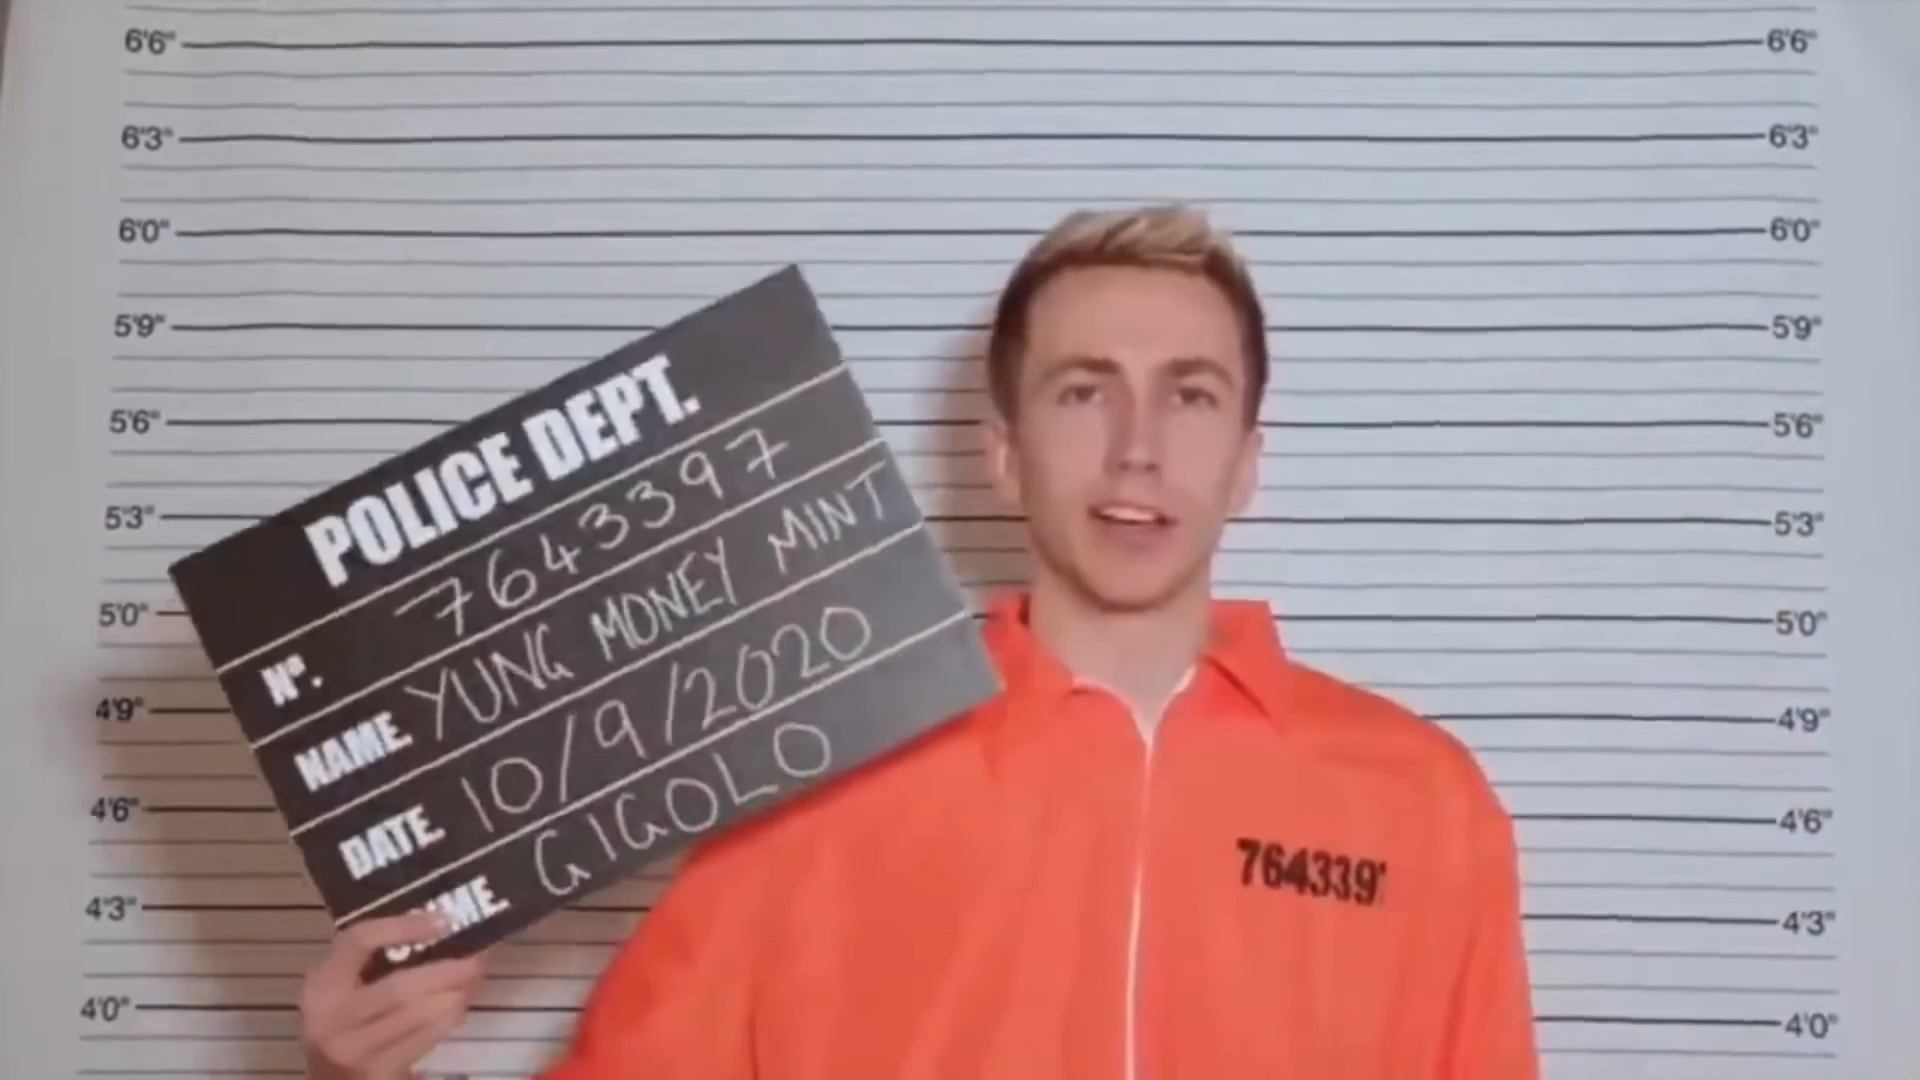 6'6" 6'6"
6'3" 6'3"
6'0" 6'0"
5'9" 5'9"
5'6" 5'6"
5'3" 5'3"
5'0" 5'0"
4'9" 4'9"
4'6" 4'6"
4'3" 4'3"
4'0" 4'0"
POLICE DEPT.
Nº. 7643397
NAME. YUNG MONEY MINT
DATE. 10/9/2020
CRIME. GIGOLO
764339